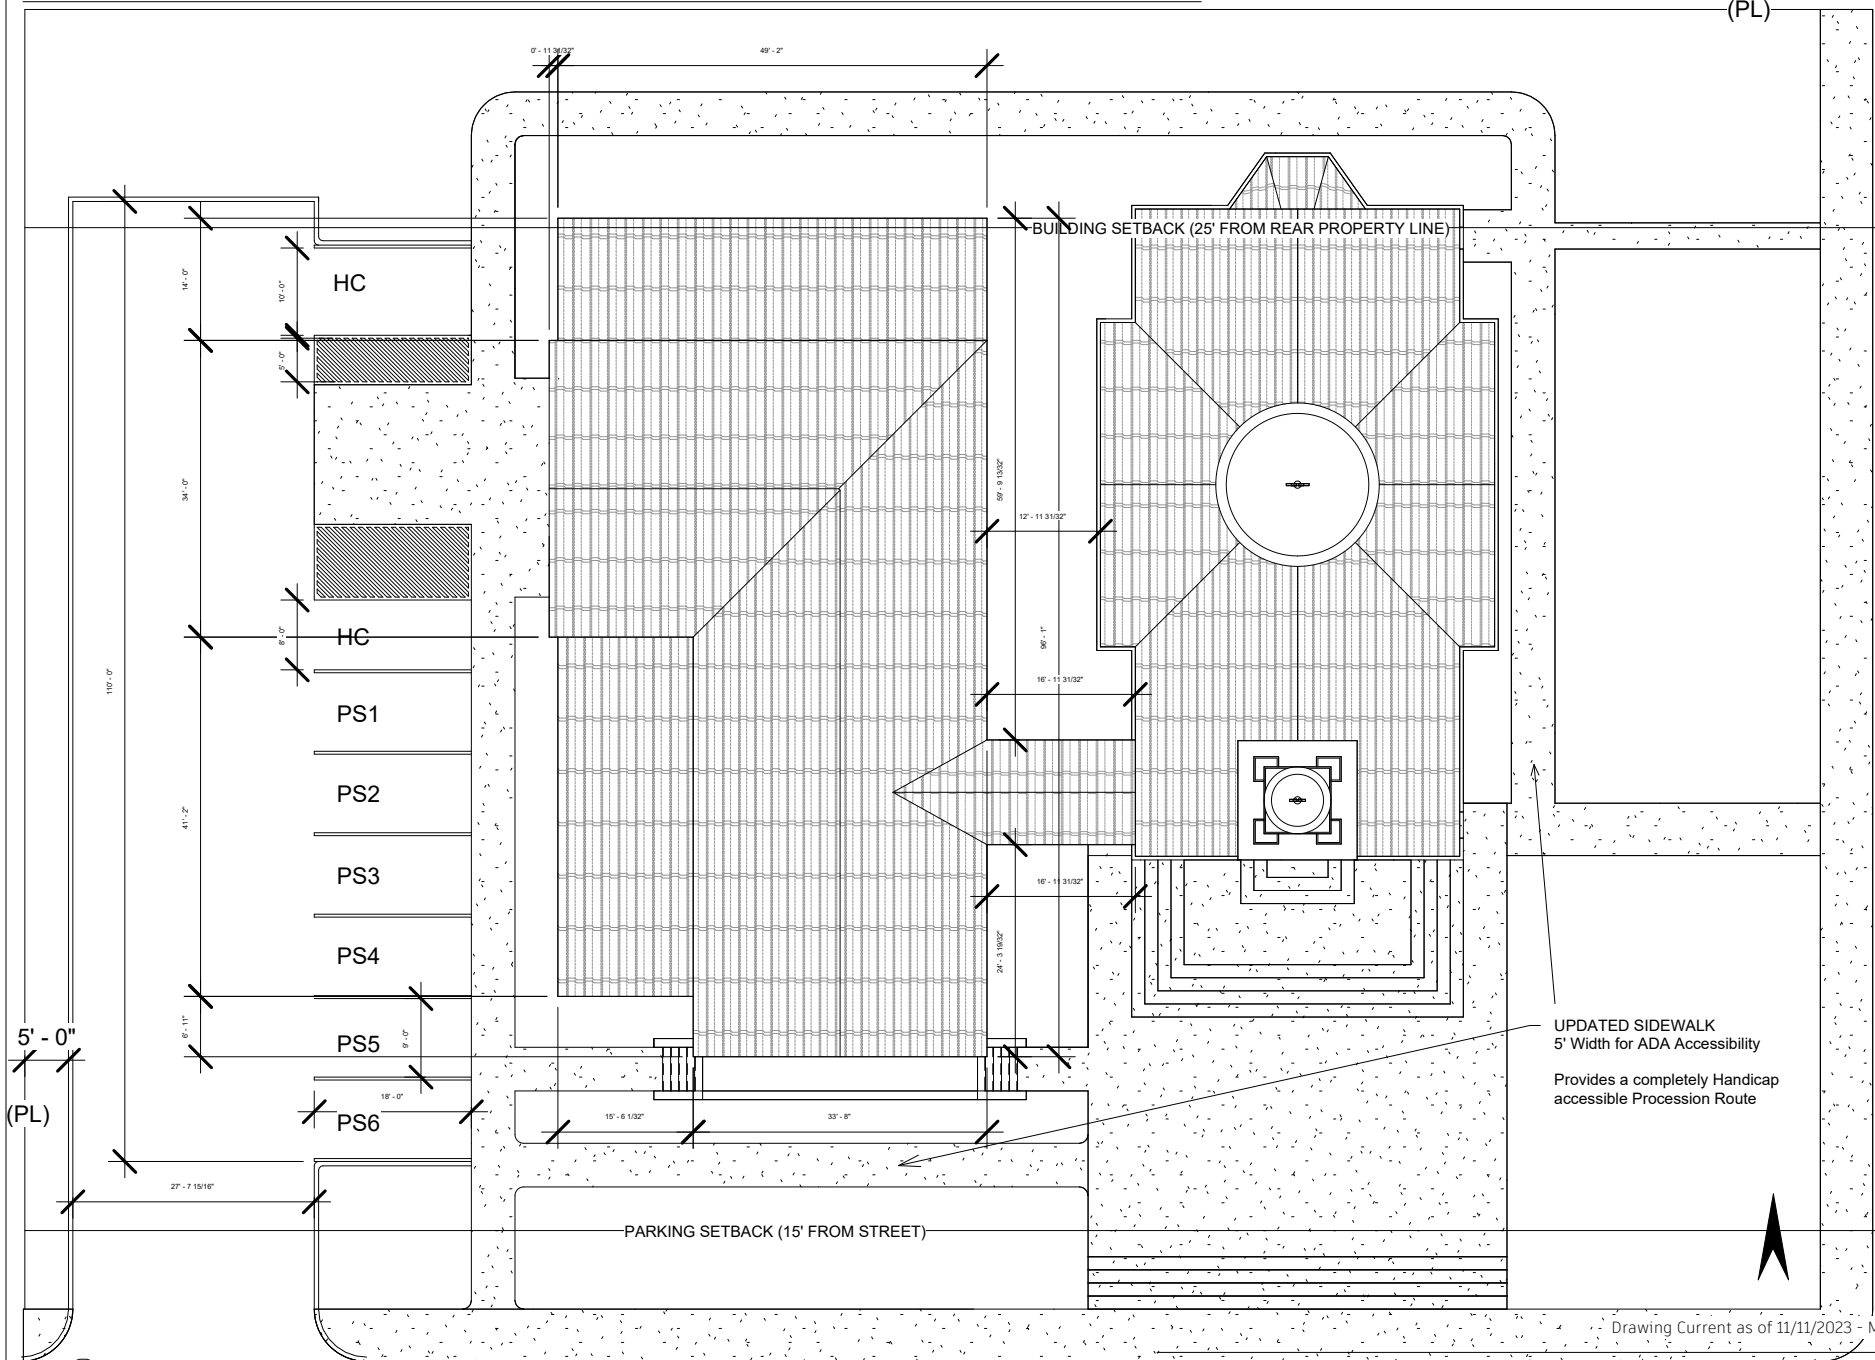 (PL)
0' - 11 31/32"
49' - 2"
BUILDING SETBACK (25' FROM REAR PROPERTY LINE)
14' - 0"
10' - 0"
HC
5' - 0"
34' - 0"
59' - 9 13/32"
12' - 11 31/32"
8' - 0"
HC
96' - 1"
110' - 0"
16' - 11 31/32"
PS1
PS2
41' - 2"
PS3
16' - 11 31/32"
PS4
24' - 3 19/32"
5' - 0"
6' - 11"
PS5
9' - 0"
UPDATED SIDEWALK
5' Width for ADA Accessibility
Provides a completely Handicap
accessible Procession Route
(PL)
18' - 0"
PS6
15' - 6 1/32"
33' - 8"
27' - 7 15/16"
PARKING SETBACK (15' FROM STREET)
Drawing Current as of 11/11/2023 - M